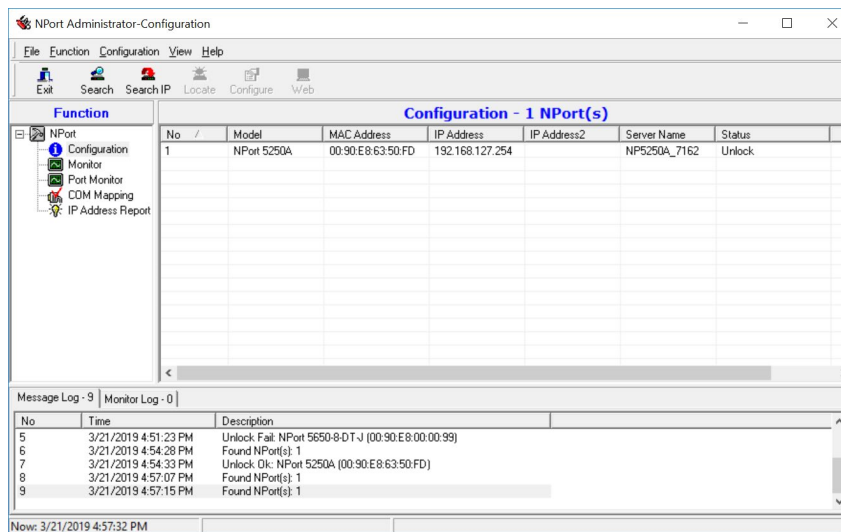 NPort Administrator-Configuration
File Function Configuration View Help
Exit Search Search IP Locate Configure Web
Function
Configuration - 1 NPort(s)
NPort
Configuration
Monitor
Port Monitor
COM Mapping
IP Address Report
No / Model MAC Address IP Address IP Address2 Server Name Status
1 NPort 5250A 00:90:E8:63:50:FD 192.168.127.254 NP5250A_7162 Unlock
Message Log - 9 Monitor Log - 0
No Time Description
5 3/21/2019 4:51:23 PM Unlock Fail: NPort 5650-8-DT-J (00:90:E8:00:00:99)
6 3/21/2019 4:54:28 PM Found NPort(s): 1
7 3/21/2019 4:54:33 PM Unlock Ok: NPort 5250A (00:90:E8:63:50:FD)
8 3/21/2019 4:57:07 PM Found NPort(s): 1
9 3/21/2019 4:57:15 PM Found NPort(s): 1
Now: 3/21/2019 4:57:32 PM